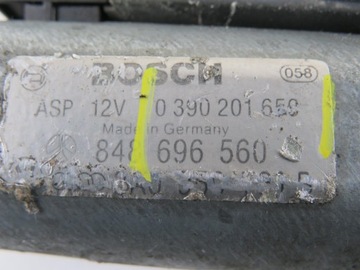 BOSCH
058
ASP 12V 0 390 201 659
Made in Germany
848 696 560